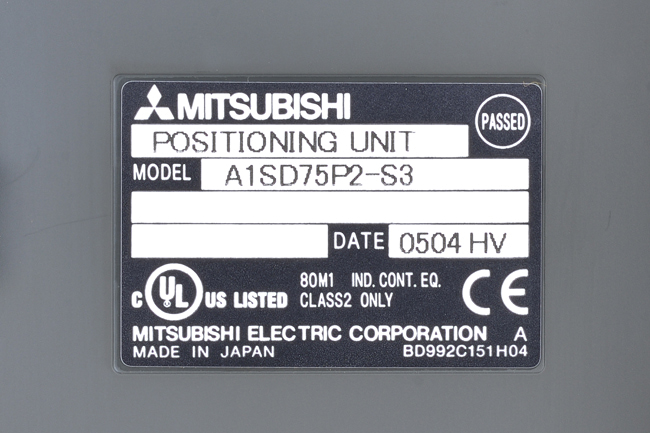 MITSUBISHI
PASSED
POSITIONING UNIT
MODEL A1SD75P2-S3
DATE 0504 HV
C UL US LISTED
80M1 IND. CONT. EQ.
CLASS2 ONLY
CE
MITSUBISHI ELECTRIC CORPORATION A
MADE IN JAPAN BD992C151H04